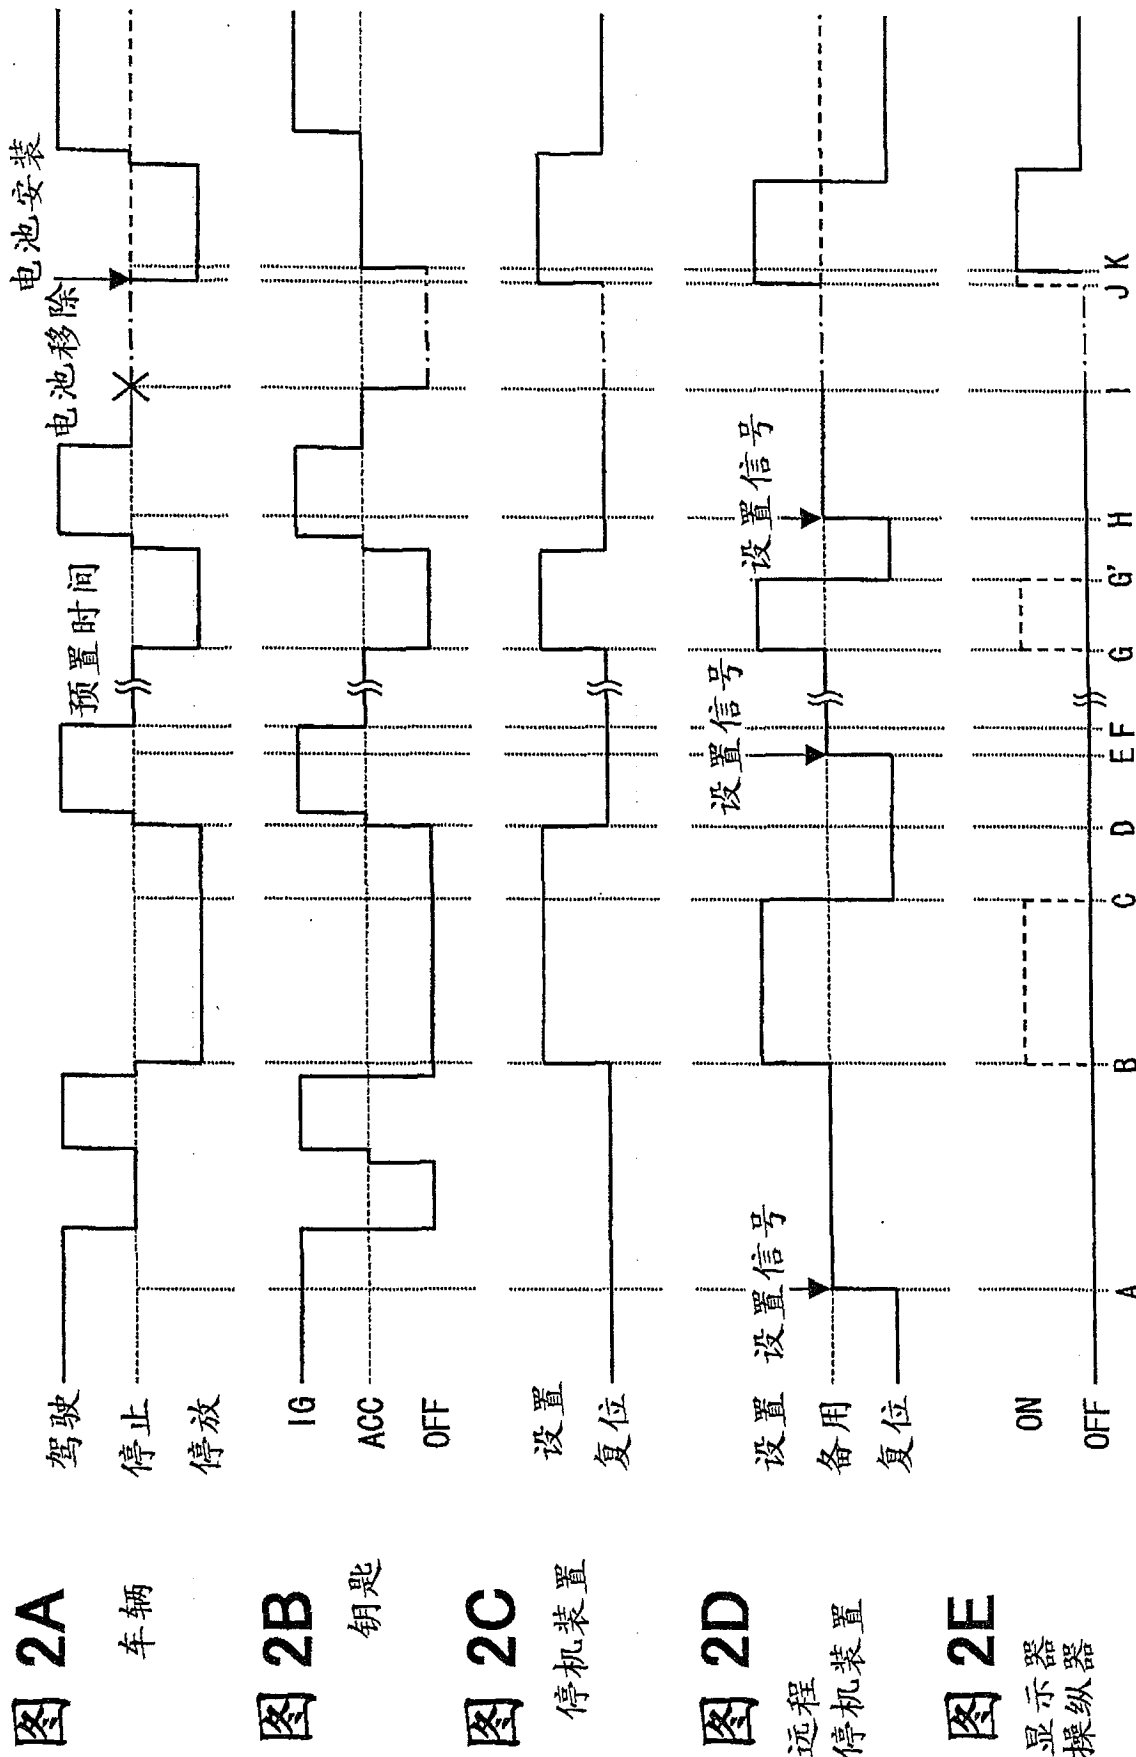 图 2A
车辆
驾驶
停止
停放
预置时间
电池移除
电池安装
图 2B
钥匙
IG
ACC
OFF
图 2C
停机装置
设置
复位
图 2D
远程
停机装置
设置
备用
复位
设置信号
设置信号
设置信号
图 2E
显示器
操纵器
ON
OFF
A B C D E F G G' H I J K